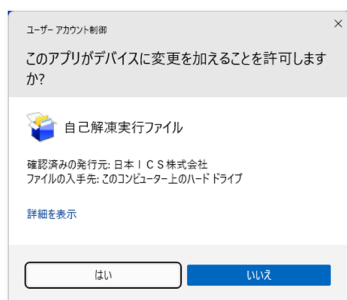 ユーザー アカウント制御
このアプリがデバイスに変更を加えることを許可します
か?
自己解凍実行ファイル
確認済みの発行元: 日本ICS株式会社
ファイルの入手先: このコンピューター上のハード ドライブ
詳細を表示
はい
いいえ